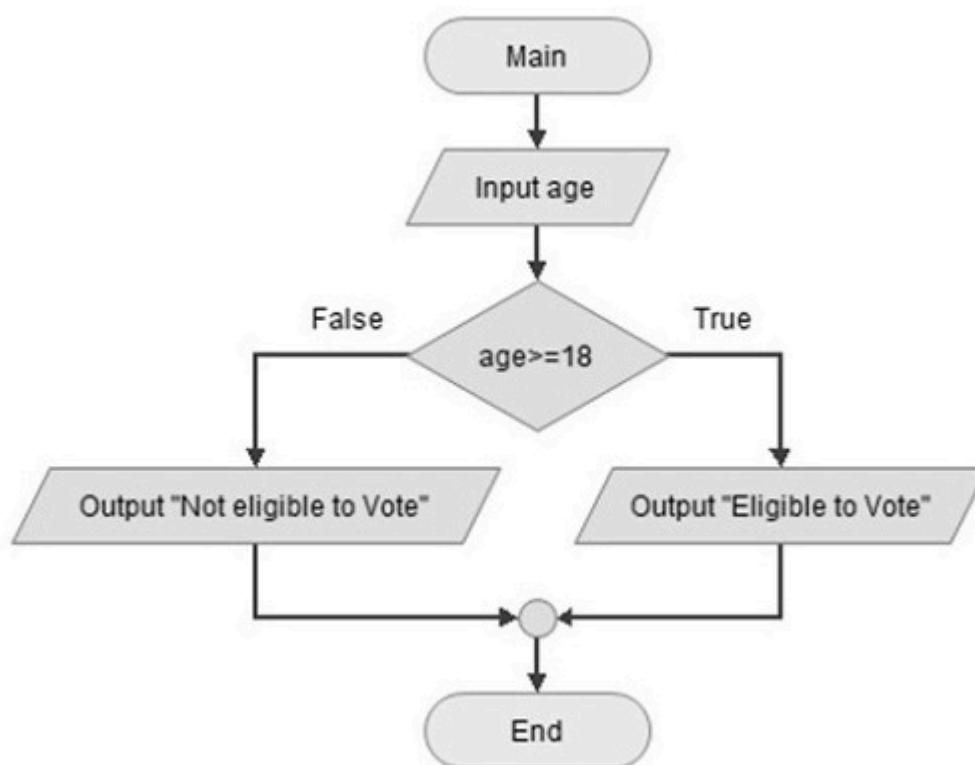 Main
Input age
False
True
age>=18
Output "Not eligible to Vote"
Output "Eligible to Vote"
End